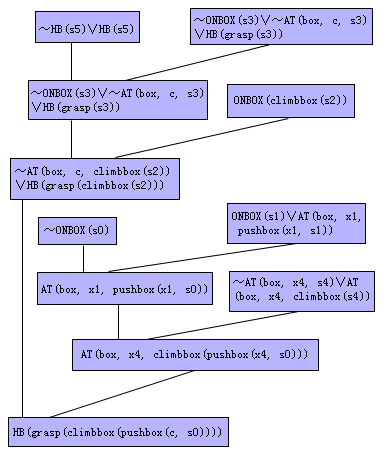 ～HB(s5)∨HB(s5)
～ONBOX(s3)∨～AT(box, c, s3)
∨HB(grasp(s3))
～ONBOX(s3)∨～AT(box, c, s3)
∨HB(grasp(s3))
ONBOX(climbbox(s2))
～AT(box, c, climbbox(s2))
∨HB(grasp(climbbox(s2)))
～ONBOX(s0)
ONBOX(s1)∨AT(box, x1,
pushbox(x1, s1))
AT(box, x1, pushbox(x1, s0))
～AT(box, x4, s4)∨AT
(box, x4, climbbox(s4))
AT(box, x4, climbbox(pushbox(x4, s0)))
HB(grasp(climbbox(pushbox(c, s0))))